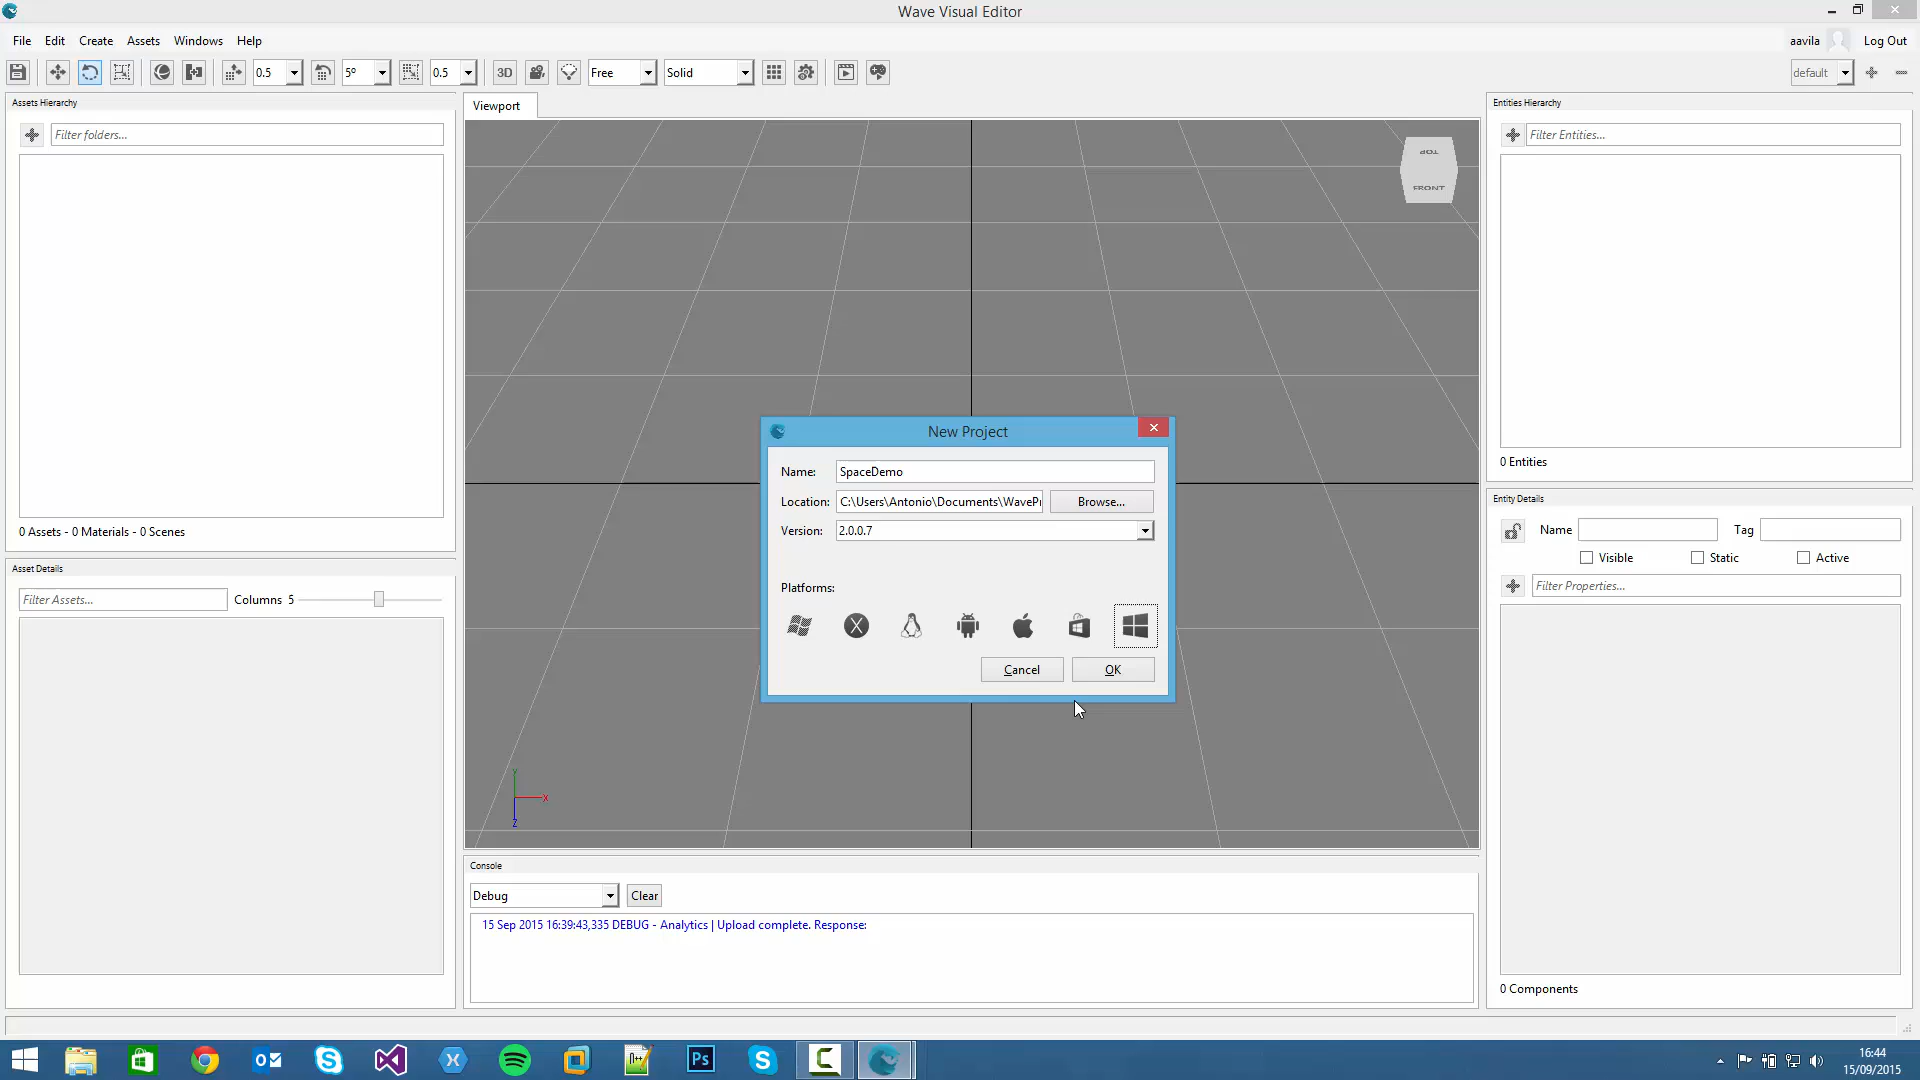 Wave Visual Editor
File Edit Create Assets Windows Help
aavila Log Out
0.5 5º 0.5 3D Free Solid default
Assets Hierarchy
Filter folders...
0 Assets - 0 Materials - 0 Scenes
Asset Details
Filter Assets... Columns 5
Viewport
TOP
FRONT
New Project
Name: SpaceDemo
Location: C:\Users\Antonio\Documents\WavePr Browse...
Version: 2.0.0.7
Platforms:
Cancel OK
Y
X
Z
Console
Debug Clear
15 Sep 2015 16:39:43,335 DEBUG - Analytics | Upload complete. Response:
Entities Hierarchy
Filter Entities...
0 Entities
Entity Details
Name Tag
Visible Static Active
Filter Properties...
0 Components
16:44
15/09/2015